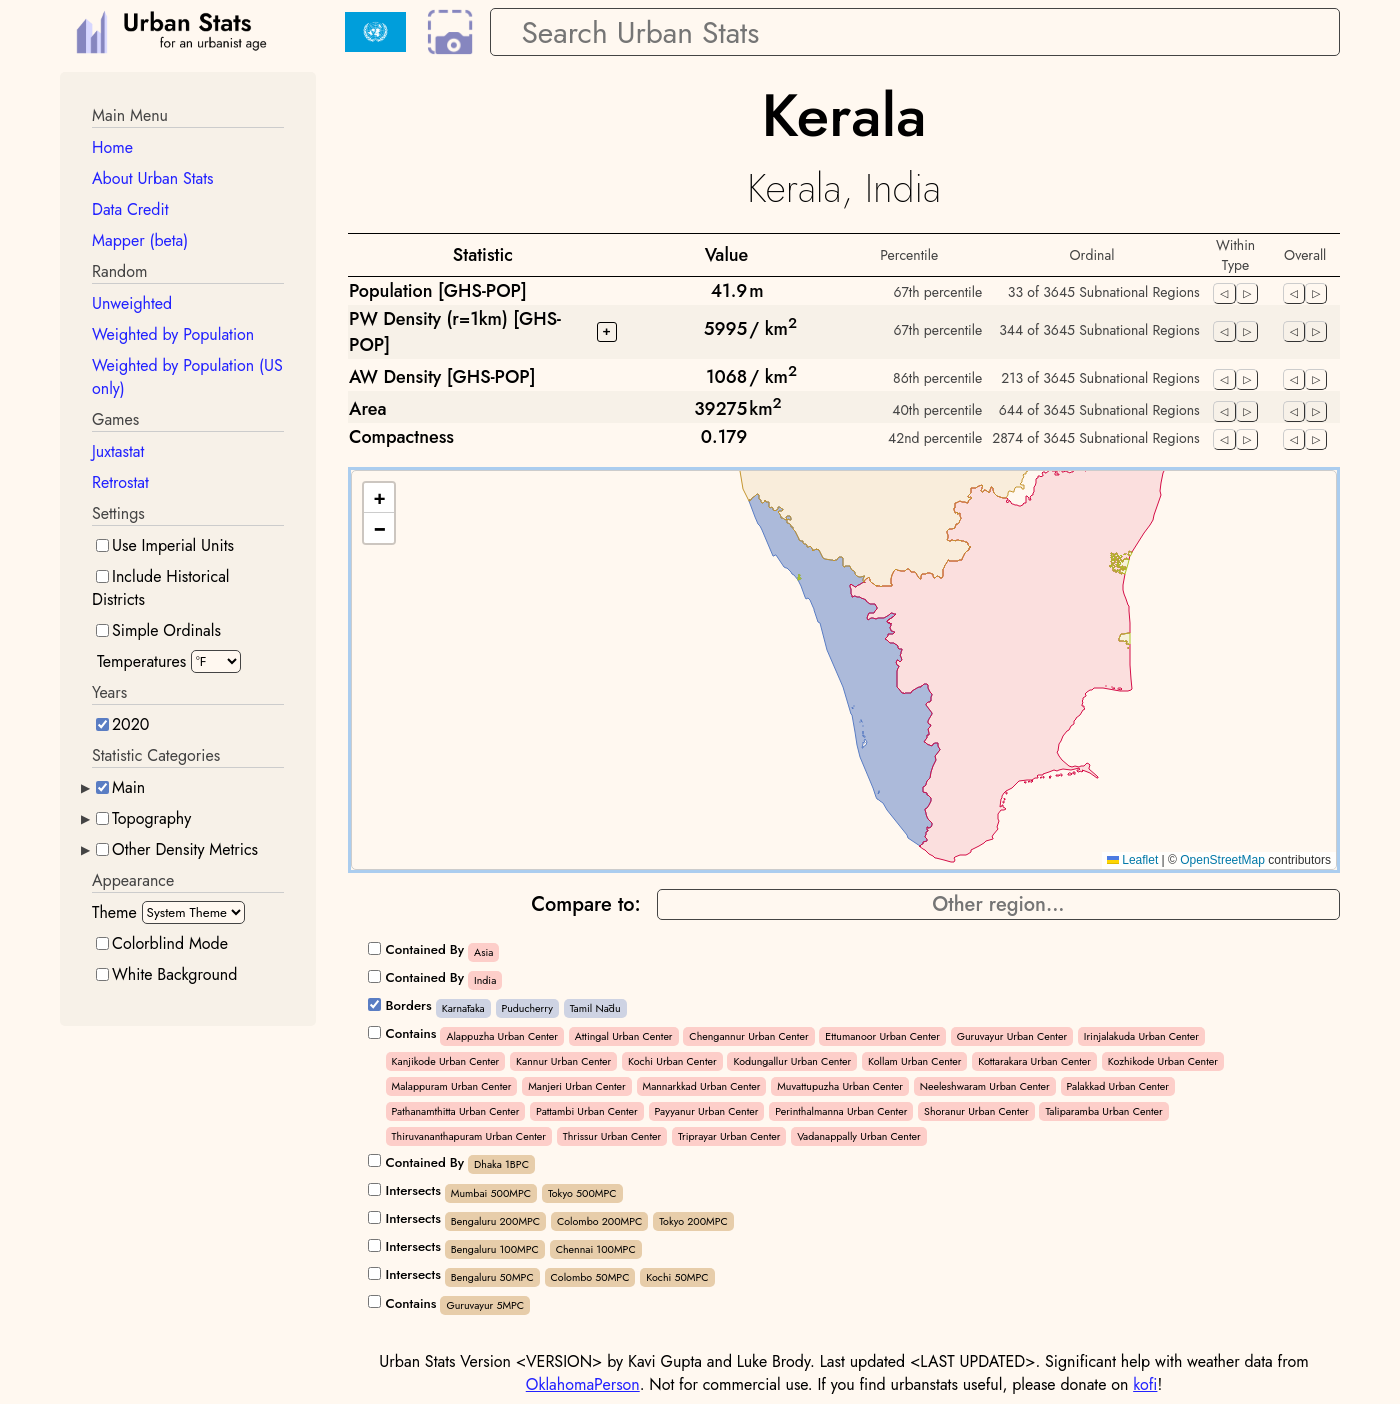 Urban Stats
for an urbanist age
Search Urban Stats
Main Menu
Home
About Urban Stats
Data Credit
Mapper (beta)
Random
Unweighted
Weighted by Population
Weighted by Population (US
only)
Games
Juxtastat
Retrostat
Settings
Use Imperial Units
Include Historical
Districts
Simple Ordinals
Temperatures °F
Years
2020
Statistic Categories
Main
Topography
Other Density Metrics
Appearance
Theme System Theme
Colorblind Mode
White Background
Kerala
Kerala, India
Statistic Value Percentile Ordinal Within Type Overall
Population [GHS-POP] 41.9 m 67th percentile 33 of 3645 Subnational Regions
PW Density (r=1km) [GHS-
POP] + 5995 / km² 67th percentile 344 of 3645 Subnational Regions
AW Density [GHS-POP] 1068 / km² 86th percentile 213 of 3645 Subnational Regions
Area 39275 km² 40th percentile 644 of 3645 Subnational Regions
Compactness 0.179 42nd percentile 2874 of 3645 Subnational Regions
+
−
Leaflet | © OpenStreetMap contributors
Compare to: Other region...
Contained By Asia
Contained By India
Borders Karnātaka Puducherry Tamil Nādu
Contains Alappuzha Urban Center Attingal Urban Center Chengannur Urban Center Ettumanoor Urban Center Guruvayur Urban Center Irinjalakuda Urban Center
Kanjikode Urban Center Kannur Urban Center Kochi Urban Center Kodungallur Urban Center Kollam Urban Center Kottarakara Urban Center Kozhikode Urban Center
Malappuram Urban Center Manjeri Urban Center Mannarkkad Urban Center Muvattupuzha Urban Center Neeleshwaram Urban Center Palakkad Urban Center
Pathanamthitta Urban Center Pattambi Urban Center Payyanur Urban Center Perinthalmanna Urban Center Shoranur Urban Center Taliparamba Urban Center
Thiruvananthapuram Urban Center Thrissur Urban Center Triprayar Urban Center Vadanappally Urban Center
Contained By Dhaka 1BPC
Intersects Mumbai 500MPC Tokyo 500MPC
Intersects Bengaluru 200MPC Colombo 200MPC Tokyo 200MPC
Intersects Bengaluru 100MPC Chennai 100MPC
Intersects Bengaluru 50MPC Colombo 50MPC Kochi 50MPC
Contains Guruvayur 5MPC
Urban Stats Version <VERSION> by Kavi Gupta and Luke Brody. Last updated <LAST UPDATED>. Significant help with weather data from
OklahomaPerson. Not for commercial use. If you find urbanstats useful, please donate on kofi!